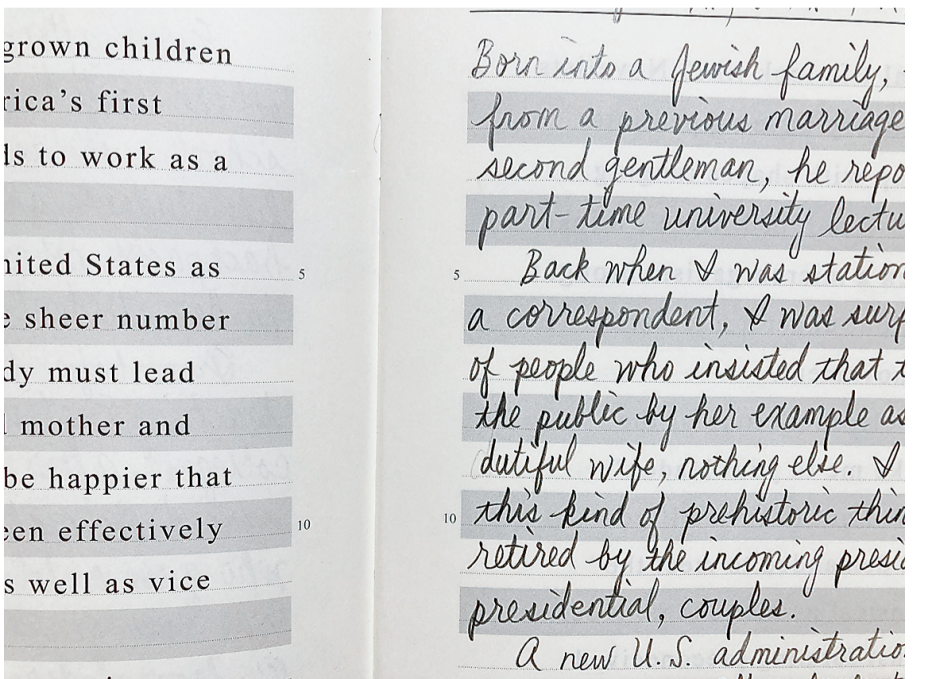 grown children
rica's first
ls to work as a
nited States as
5
e sheer number
dy must lead
mother and
be happier that
een effectively
10
s well as vice
Born into a Jewish family,
from a previous marriage
second gentleman, he repo
part-time university lectu
5
Back when I was station
a correspondent, I was surp
of people who insisted that t
the public by her example as
dutiful wife, nothing else. I
10
this kind of prehistoric thin
retired by the incoming presid
presidential, couples.
A new U.S. administratio